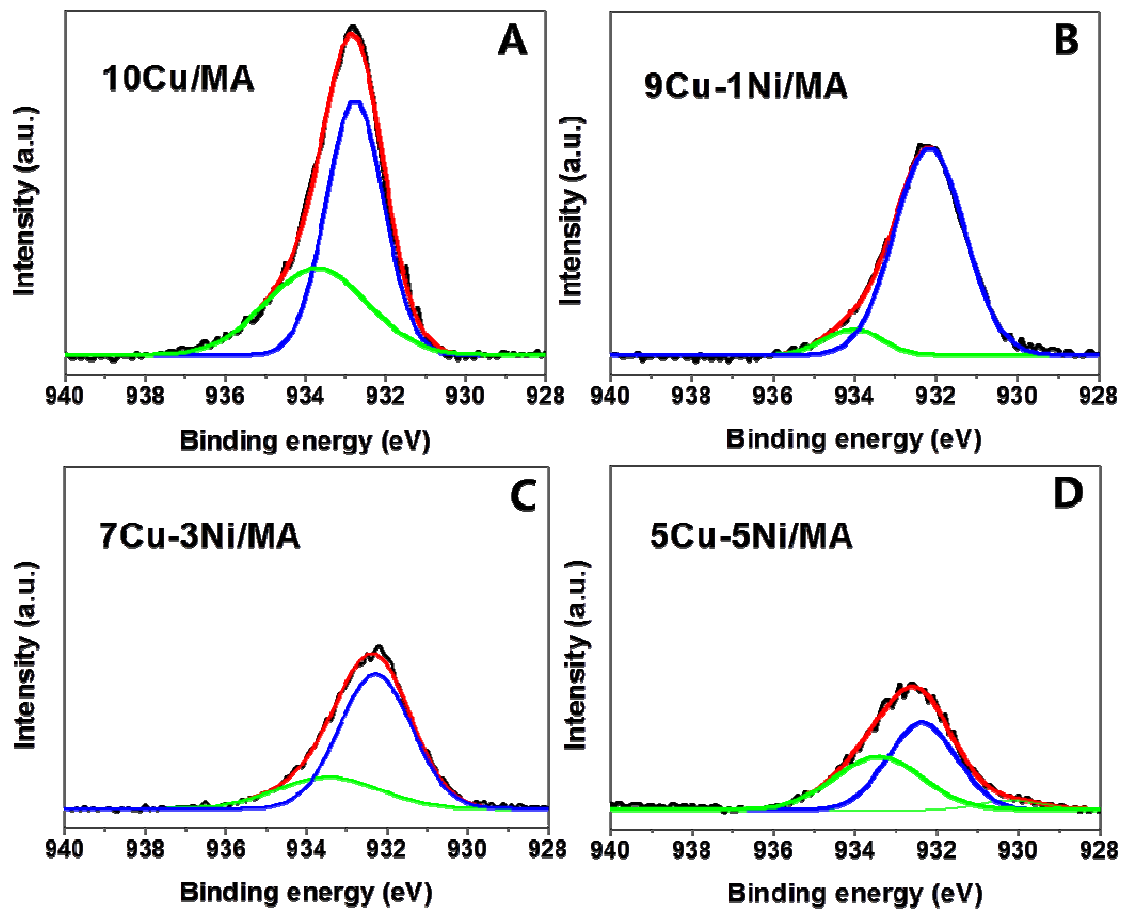 A
10Cu/MA
Intensity (a.u.)
940 938 936 934 932 930 928
Binding energy (eV)
B
9Cu-1Ni/MA
Intensity (a.u.)
940 938 936 934 932 930 928
Binding energy (eV)
C
7Cu-3Ni/MA
Intensity (a.u.)
940 938 936 934 932 930 928
Binding energy (eV)
D
5Cu-5Ni/MA
Intensity (a.u.)
940 938 936 934 932 930 928
Binding energy (eV)